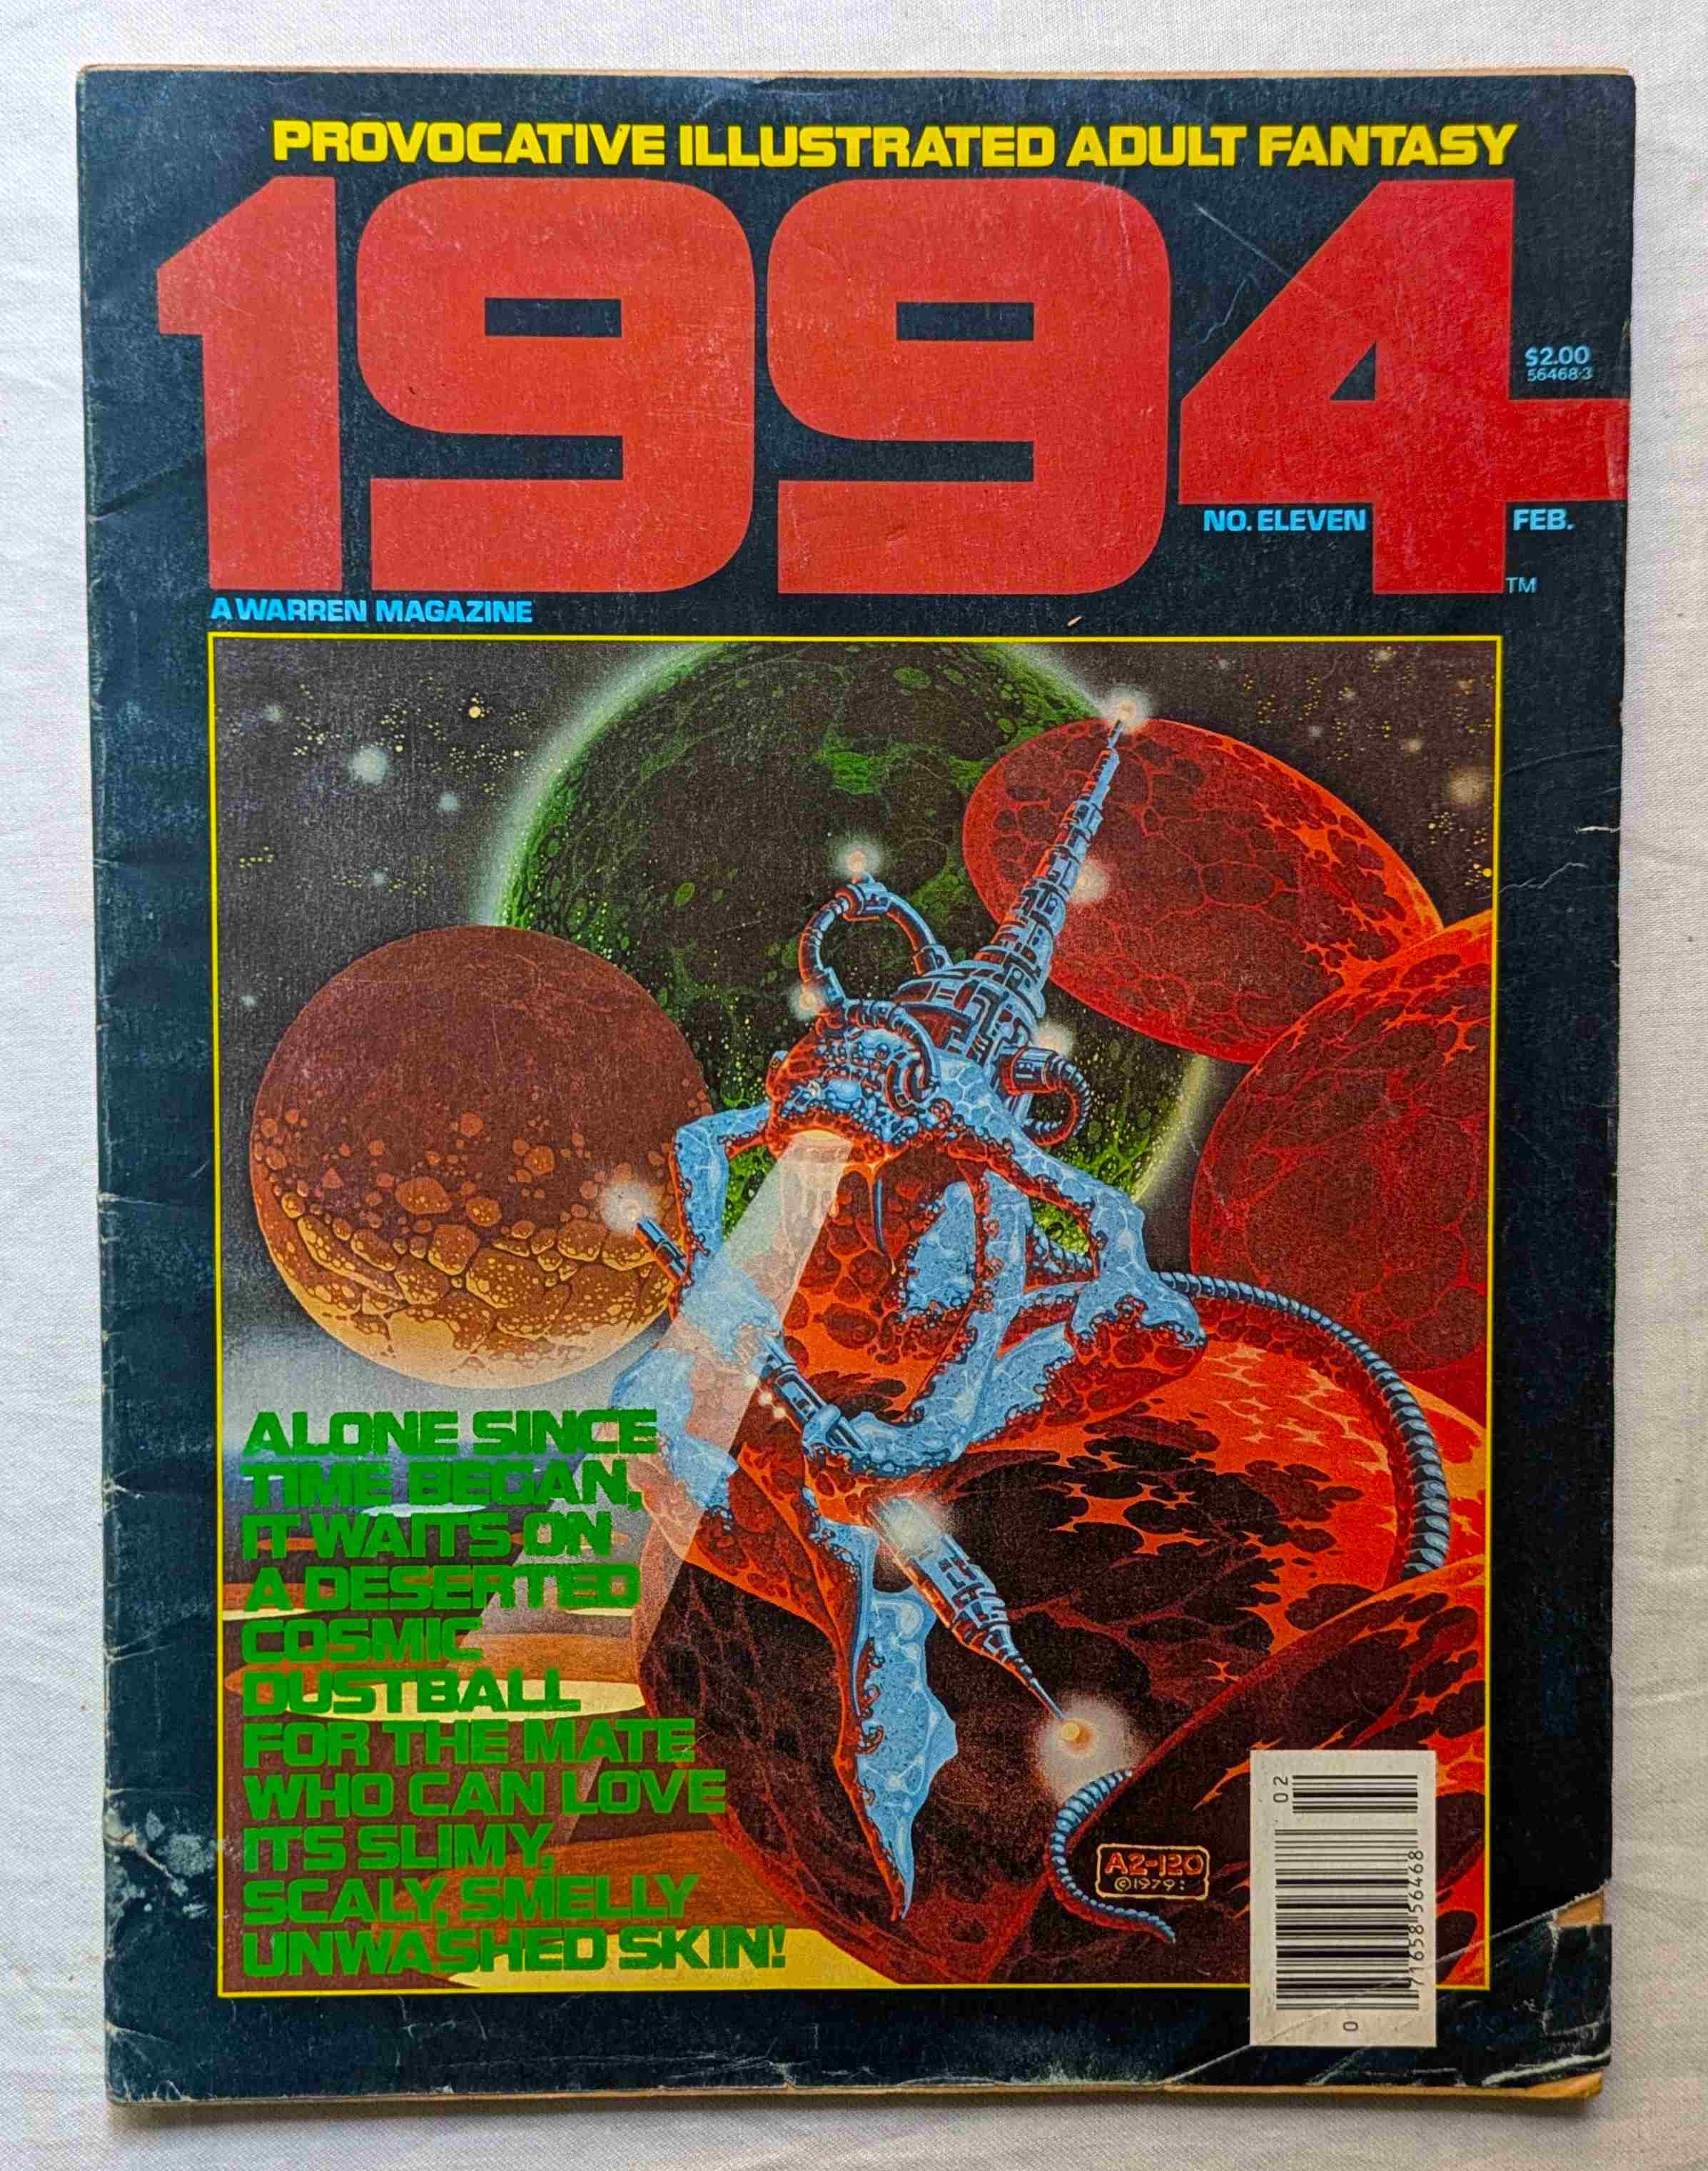 PROVOCATIVE ILLUSTRATED ADULT FANTASY
1994
$2.00
56468-3
NO. ELEVEN
FEB.
TM
A WARREN MAGAZINE
ALONE SINCE
TIME BEGAN,
IT WAITS ON
A DESERTED
COSMIC
DUSTBALL
FOR THE MATE
WHO CAN LOVE
ITS SLIMY,
SCALY, SMELLY
UNWASHED SKIN!
A2-120
©1979:
02
0 71658 56468